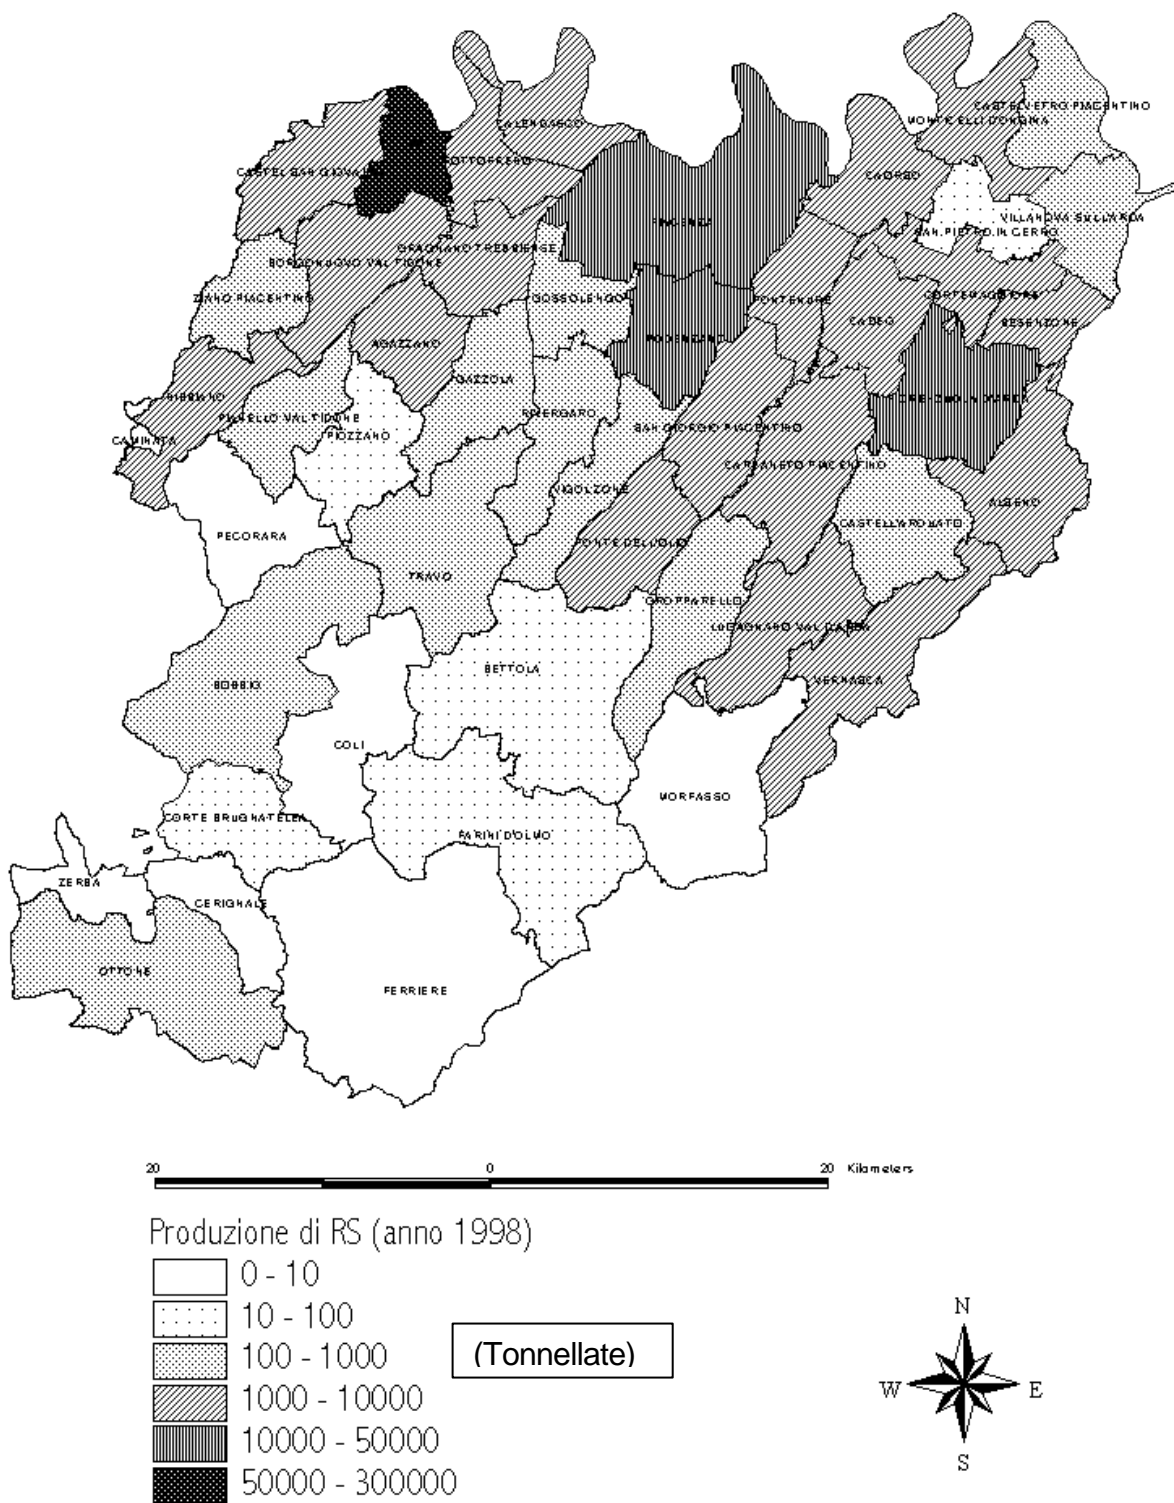 CASTELVETRO PIACENTINO
MONTICELLI D'ONGINA
CALENDASCO
ROTTOFRENO
CAORSO
VILLANOVA SULL'ARDA
SAN PIETRO IN CERRO
PIACENZA
GRAGNANO TREBBIENSE
BORGONUOVO VAL TIDONE
ZIANO PIACENTINO
GOSSOLENGO
PONTENURE
CORTEMAGGIORE
CADEO
BESENZONE
PODENZANO
AGAZZANO
GAZZOLA
NIBBIANO
PIANELLO VAL TIDONE
PIOZZANO
RIVERGARO
SAN GIORGIO PIACENTINO
CAMINATA
CARPANETO PIACENTINO
VIGOLZONE
ALSENO
CASTELL'ARQUATO
PECORARA
PONTE DELL'OLIO
TRAVO
GROPPARELLO
LUGAGNANO VAL D'ARDA
BETTOLA
VERNASCA
BOBBIO
COLI
MORFASSO
CORTE BRUGNATELLA
FARINI D'OLMO
ZERBA
CERIGNALE
OTTONE
FERRIERE
20 0 20 Kilometers
Produzione di RS (anno 1998)
0 - 10
10 - 100
100 - 1000
1000 - 10000
10000 - 50000
50000 - 300000
(Tonnellate)
N
W E
S